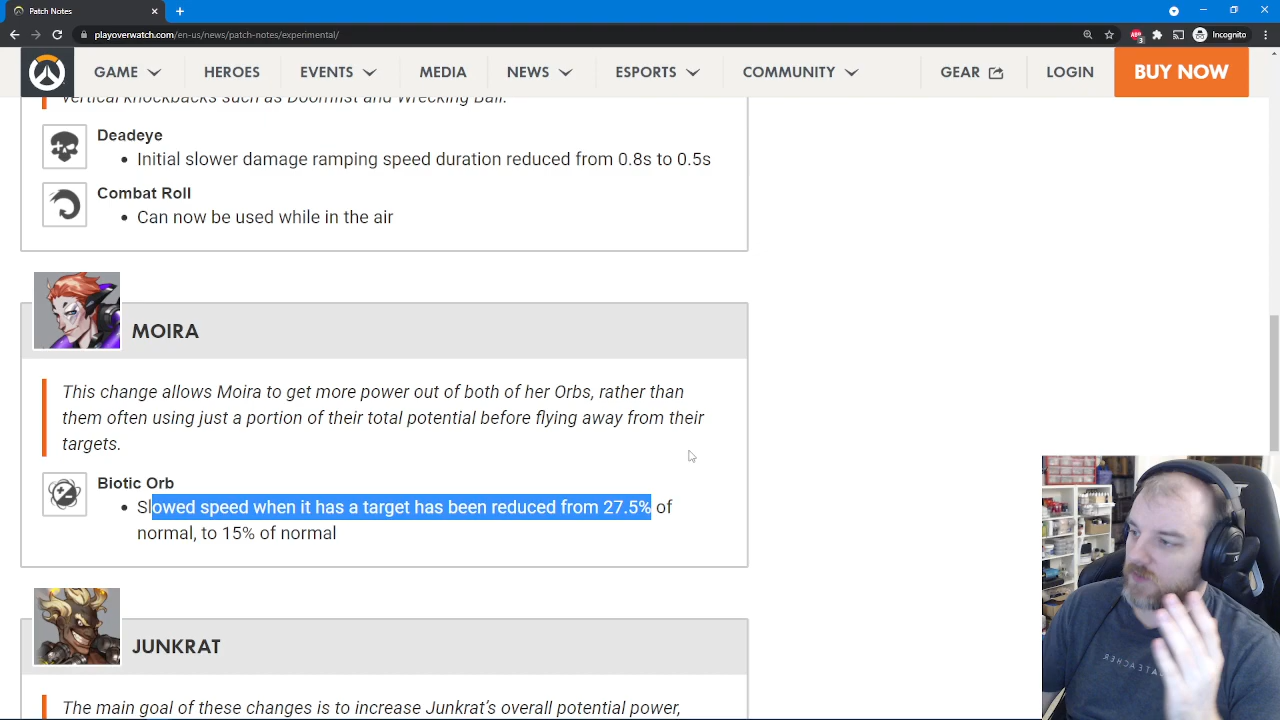 Patch Notes
playoverwatch.com/en-us/news/patch-notes/experimental/
3
Incognito
GAME
HEROES
EVENTS
MEDIA
NEWS
ESPORTS
COMMUNITY
GEAR
LOGIN
BUY NOW
vertical knockbacks such as Doomfist and Wrecking Ball.
Deadeye
• Initial slower damage ramping speed duration reduced from 0.8s to 0.5s
Combat Roll
• Can now be used while in the air
MOIRA
This change allows Moira to get more power out of both of her Orbs, rather than
them often using just a portion of their total potential before flying away from their
targets.
Biotic Orb
• Slowed speed when it has a target has been reduced from 27.5% of
normal, to 15% of normal
JUNKRAT
The main goal of these changes is to increase Junkrat's overall potential power,